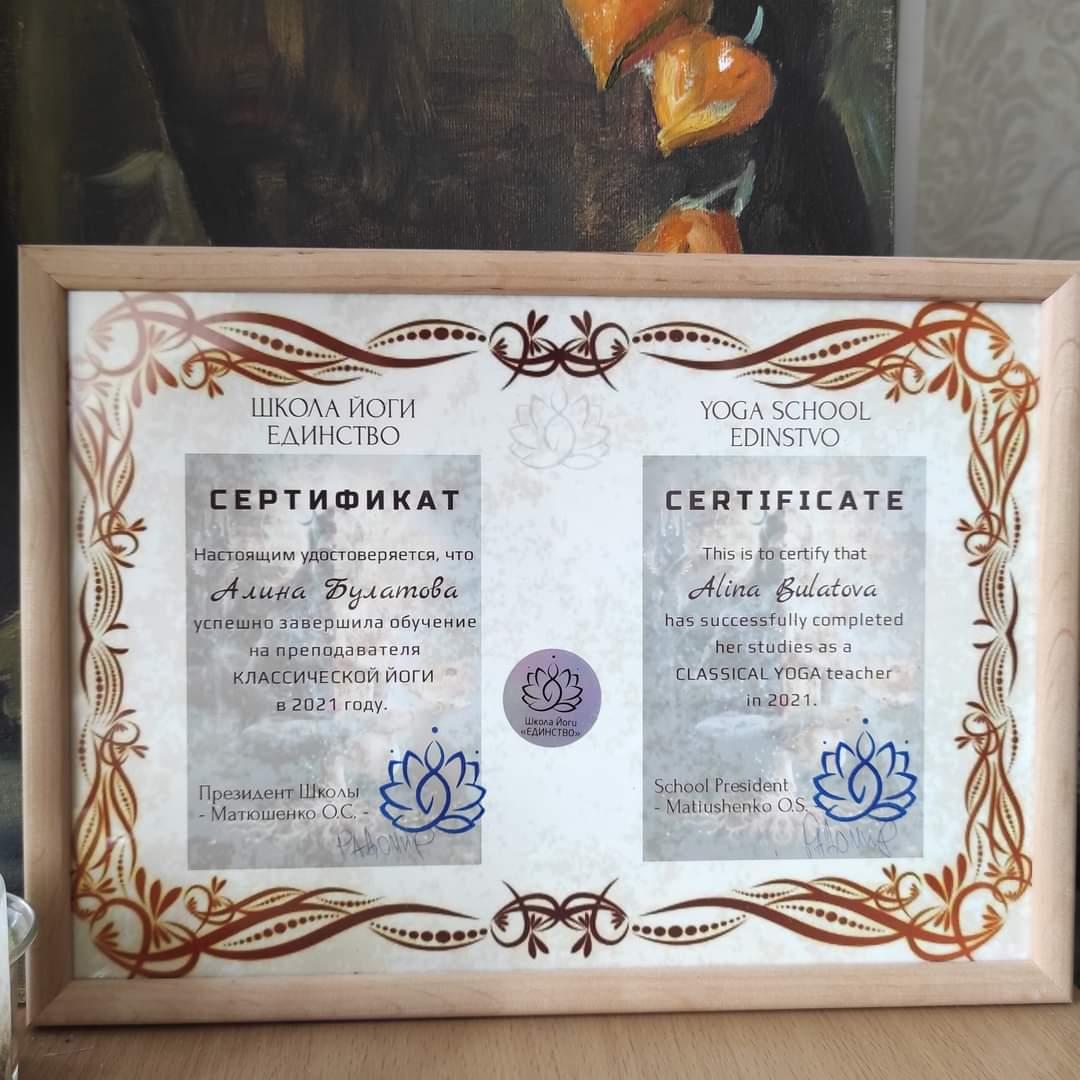 ШКОЛА ЙОГИ
ЕДИНСТВО
СЕРТИФИКАТ
Настоящим удостоверяется, что
Алина Булатова
успешно завершила обучение
на преподавателя
КЛАССИЧЕСКОЙ ЙОГИ
в 2021 году.
Президент Школы
- Матюшенко О.С. -
РАДОМИР
Школа Йоги
«ЕДИНСТВО»
YOGA SCHOOL
EDINSTVO
CERTIFICATE
This is to certify that
Alina Bulatova
has successfully completed
her studies as a
CLASSICAL YOGA teacher
in 2021.
School President
- Matiushenko O.S.
РАДОМИР